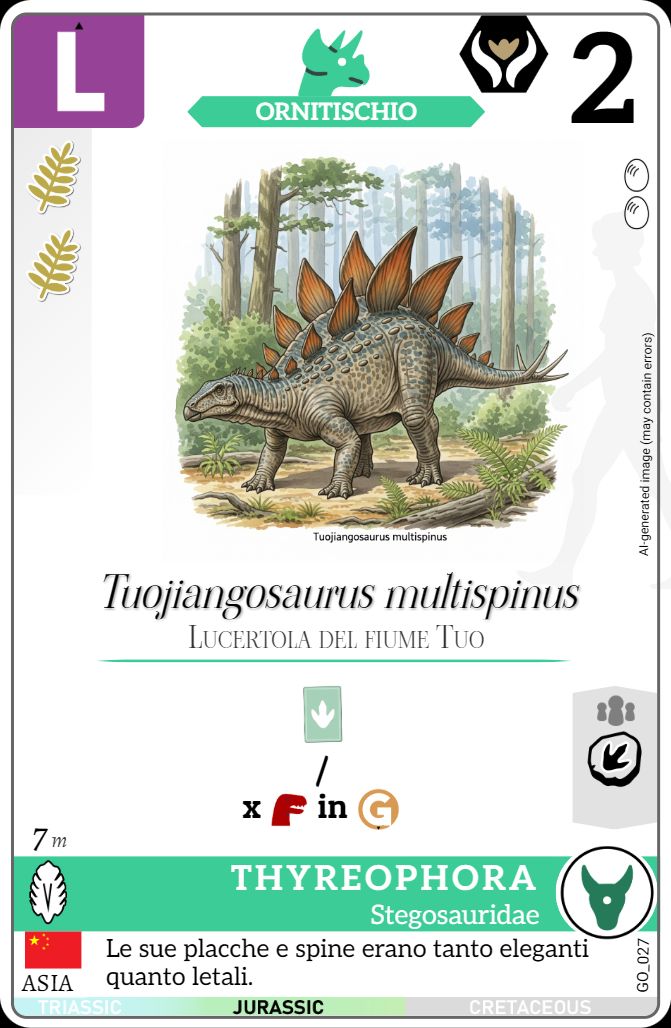 L
ORNITISCHIO
2
AI-generated image (may contain errors)
Tuojiangosaurus multispinus
Tuojiangosaurus multispinus
Lucertola del fiume Tuo
/
x in G
7 m
THYREOPHORA
Stegosauridae
ASIA
Le sue placche e spine erano tanto eleganti
quanto letali.
GO_027
TRIASSIC JURASSIC CRETACEOUS